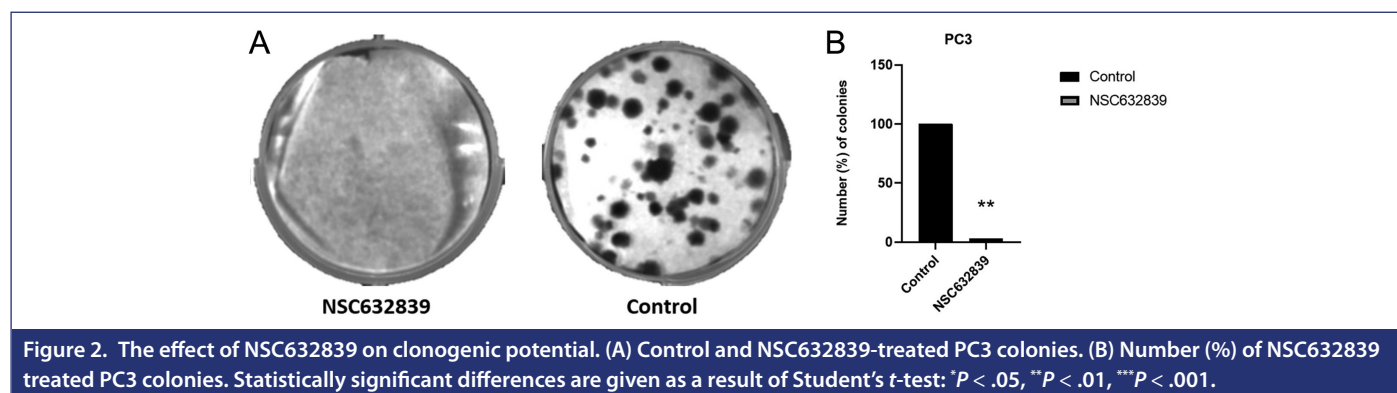 A
NSC632839
Control
B
PC3
Number (%) of colonies
150
100
50
0
Control
NSC632839
**
Control
NSC632839
Figure 2. The effect of NSC632839 on clonogenic potential. (A) Control and NSC632839-treated PC3 colonies. (B) Number (%) of NSC632839
treated PC3 colonies. Statistically significant differences are given as a result of Student’s t-test: *P < .05, **P < .01, ***P < .001.